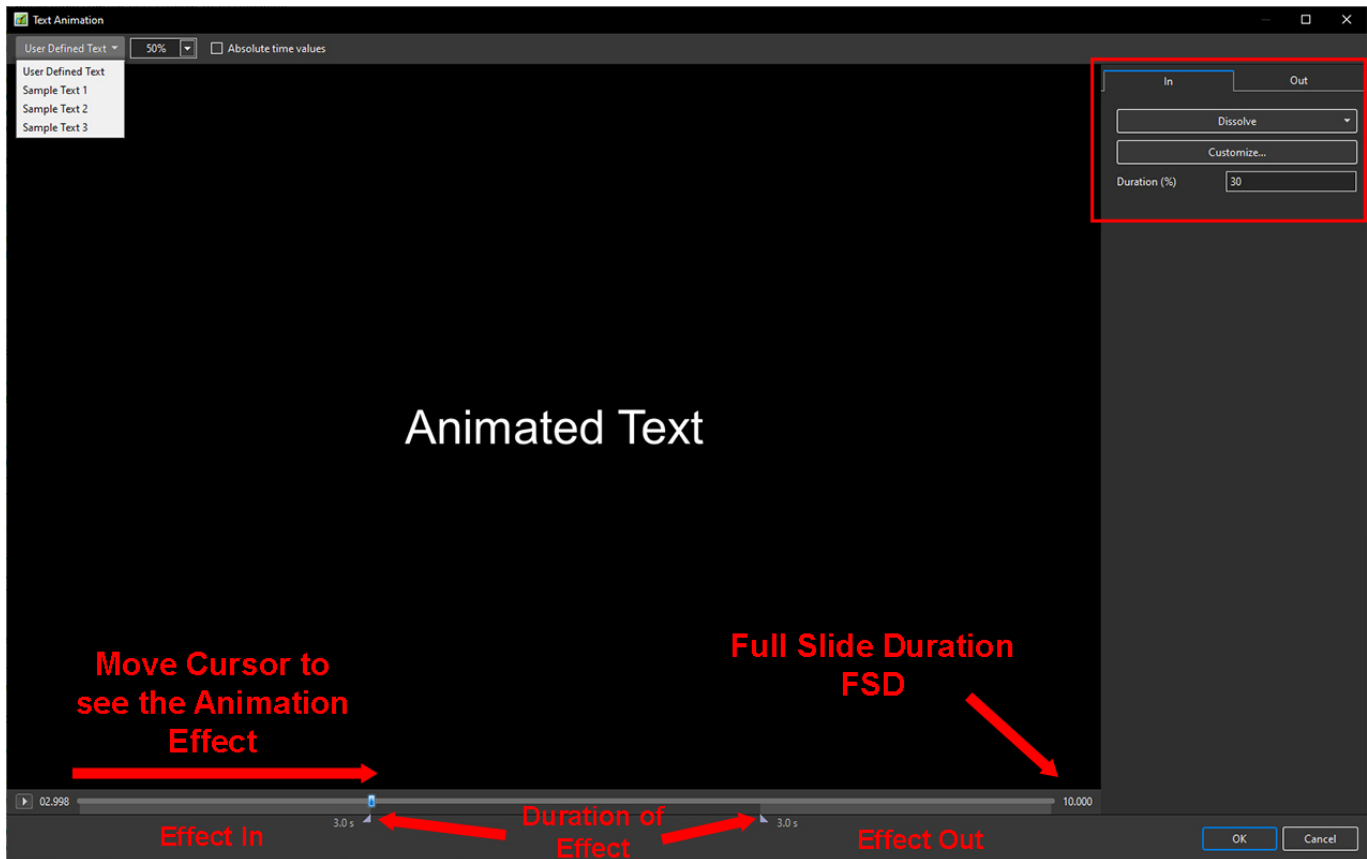 Text Animation
User Defined Text 50% Absolute time values
User Defined Text
Sample Text 1
Sample Text 2
Sample Text 3
In Out
Dissolve
Customize...
Duration (%) 30
Animated Text
Move Cursor to
see the Animation
Effect
Full Slide Duration
FSD
02.998 10.000
3.0 s 3.0 s
Effect In
Duration of
Effect
Effect Out
OK Cancel